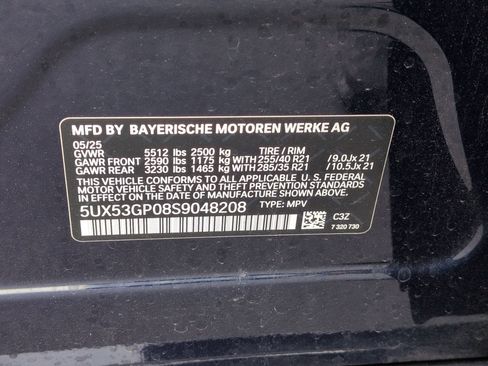 MFD BY BAYERISCHE MOTOREN WERKE AG
05/25
GVWR 5512 lbs 2500 kg TIRE / RIM
GAWR FRONT 2590 lbs 1175 kg WITH 255/40 R21 / 9.0Jx 21
GAWR REAR 3230 lbs 1465 kg WITH 285/35 R21 / 10.5Jx 21
THIS VEHICLE CONFORMS TO ALL APPLICABLE U.S. FEDERAL
MOTOR VEHICLE SAFETY AND THEFT PREVENTION STANDARDS
IN EFFECT ON THE DATE OF MANUFACTURE SHOWN ABOVE.
5UX53GP08S9048208 TYPE: MPV C3Z
7 320 730